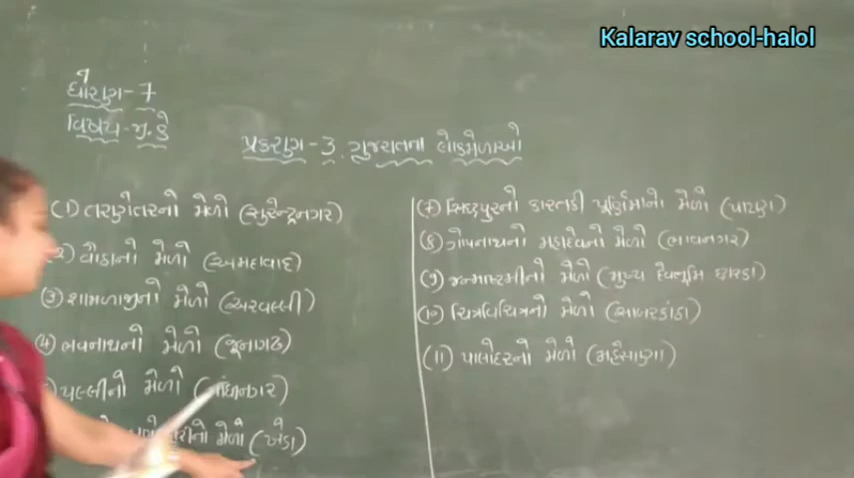 Kalarav school-halol
ધોરણ-7
વિષય-ગુ.કે
પ્રકરણ-3. ગુજરાતના લોકમેળાઓ
(1) તરણેતરનો મેળો (સુરેન્દ્રનગર)
વૌઠાનો મેળો (અમદાવાદ)
(3) શામળાજીનો મેળો (અરવલ્લી)
(4) ભવનાથનો મેળો (જૂનાગઢ)
પલ્લીનો મેળો
મેળો (ખેડા)
(7) સિદ્ધપુરનો કારતકી પૂર્ણિમાનો મેળો (પાટણ)
(8) ગોપનાથનો મહાદેવનો મેળો (ભાવનગર)
(9) જન્માષ્ટમીનો મેળો (મુખ્ય દેવભૂમિ દ્વારકા)
(10) ચિત્રવિચિત્રનો મેળો (સાબરકાંઠા)
(11) પાલોદરનો મેળો (મહેસાણા)